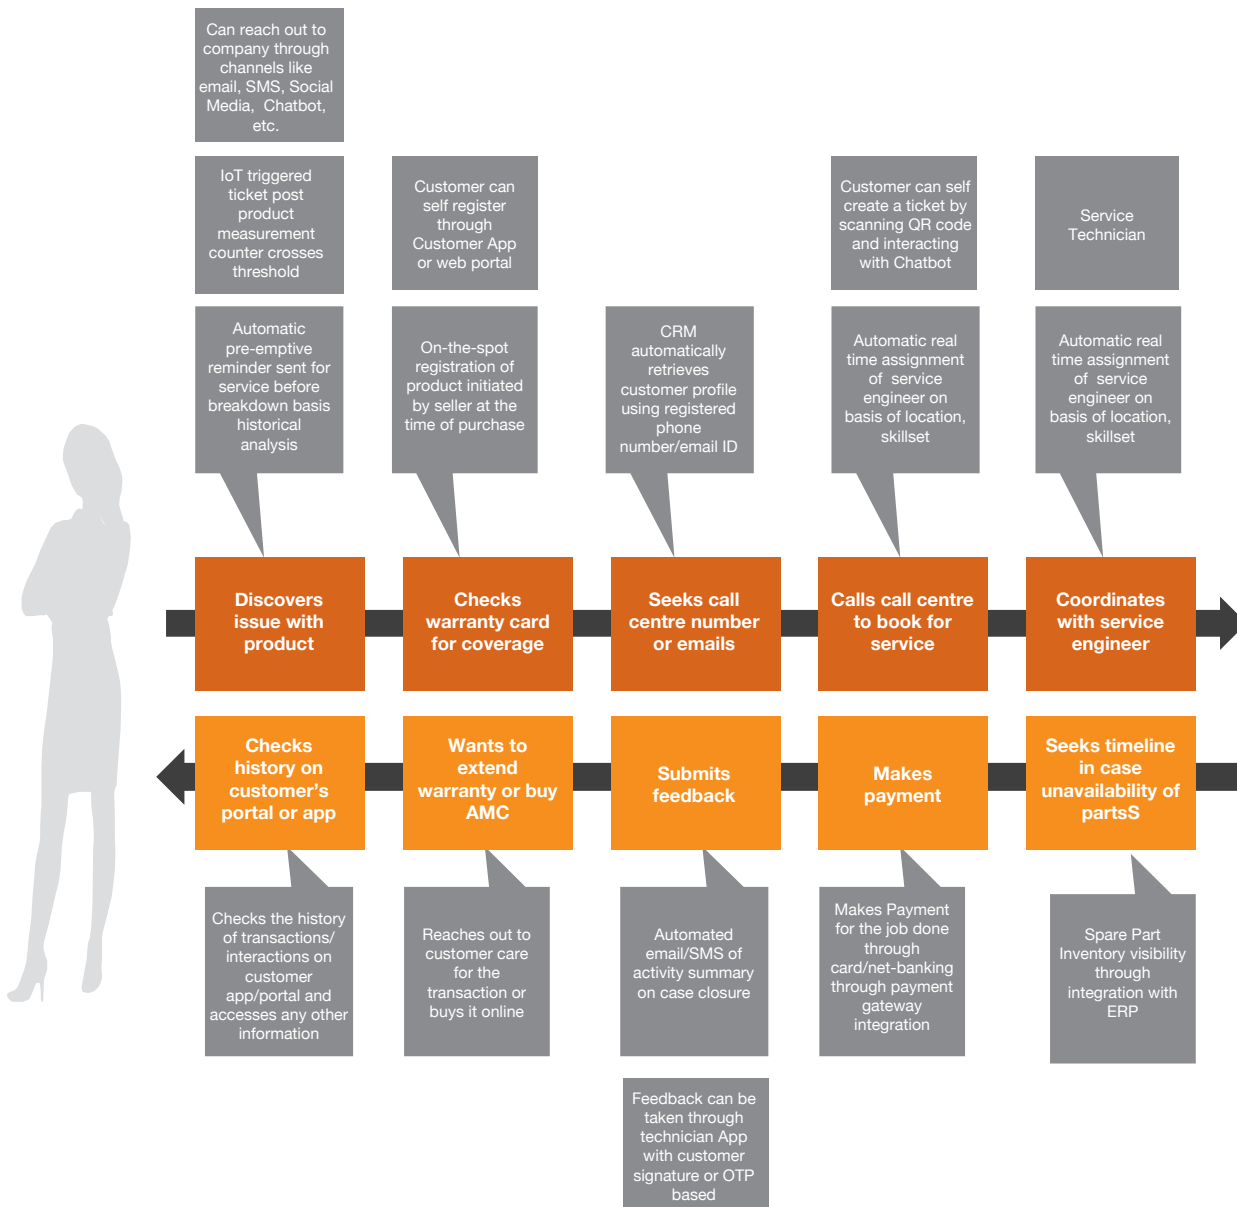 Can reach out to
company through
channels like
email, SMS, Social
Media, Chatbot,
etc.
IoT triggered
ticket post
product
measurement
counter crosses
threshold
Customer can
self register
through
Customer App
or web portal
Customer can self
create a ticket by
scanning QR code
and interacting
with Chatbot
Service
Technician
Automatic
pre-emptive
reminder sent for
service before
breakdown basis
historical
analysis
On-the-spot
registration of
product initiated
by seller at the
time of purchase
CRM
automatically
retrieves
customer profile
using registered
phone
number/email ID
Automatic real
time assignment
of service
engineer on
basis of location,
skillset
Automatic real
time assignment
of service
engineer on
basis of location,
skillset
Discovers
issue with
product
Checks
warranty card
for coverage
Seeks call
centre number
or emails
Calls call centre
to book for
service
Coordinates
with service
engineer
Checks
history on
customer's
portal or app
Wants to
extend
warranty or buy
AMC
Submits
feedback
Makes
payment
Seeks timeline
in case
unavailability of
partsS
Checks the history
of transactions/
interactions on
customer
app/portal and
accesses any other
information
Reaches out to
customer care
for the
transaction or
buys it online
Automated
email/SMS of
activity summary
on case closure
Makes Payment
for the job done
through
card/net-banking
through payment
gateway
integration
Spare Part
Inventory visibility
through
integration with
ERP
Feedback can be
taken through
technician App
with customer
signature or OTP
based